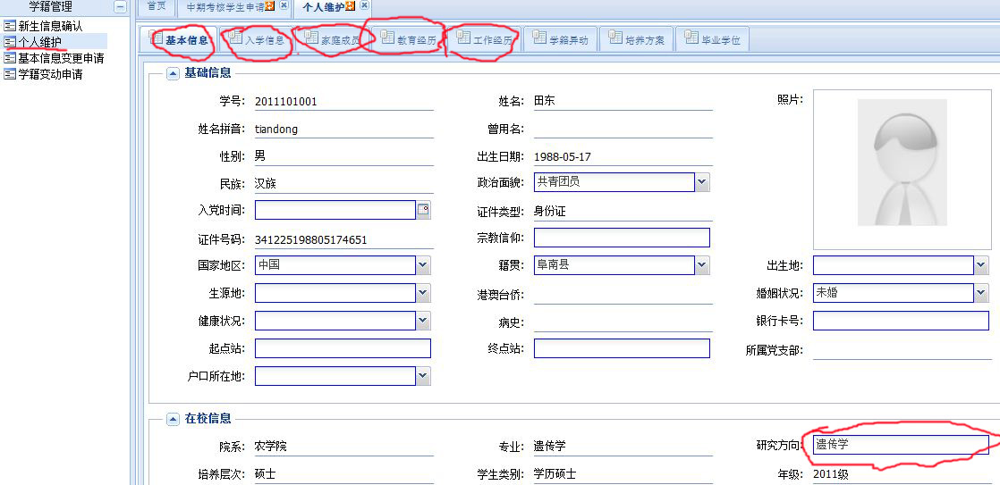 学籍管理
新生信息确认
个人维护
基本信息变更申请
学籍变动申请
首页 中期考核学生申请 个人维护
基本信息 入学信息 家庭成员 教育经历 工作经历 学籍异动 培养方案 毕业学位
基础信息
学号: 2011101001 姓名: 田东 照片:
姓名拼音: tiandong 曾用名:
性别: 男 出生日期: 1988-05-17
民族: 汉族 政治面貌: 共青团员
入党时间: 证件类型: 身份证
证件号码: 341225198805174651 宗教信仰:
国家地区: 中国 籍贯: 阜南县 出生地:
生源地: 港澳台侨: 婚姻状况: 未婚
健康状况: 病史: 银行卡号:
起点站: 终点站: 所属党支部:
户口所在地:
在校信息
院系: 农学院 专业: 遗传学 研究方向: 遗传学
培养层次: 硕士 学生类别: 学历硕士 年级: 2011级